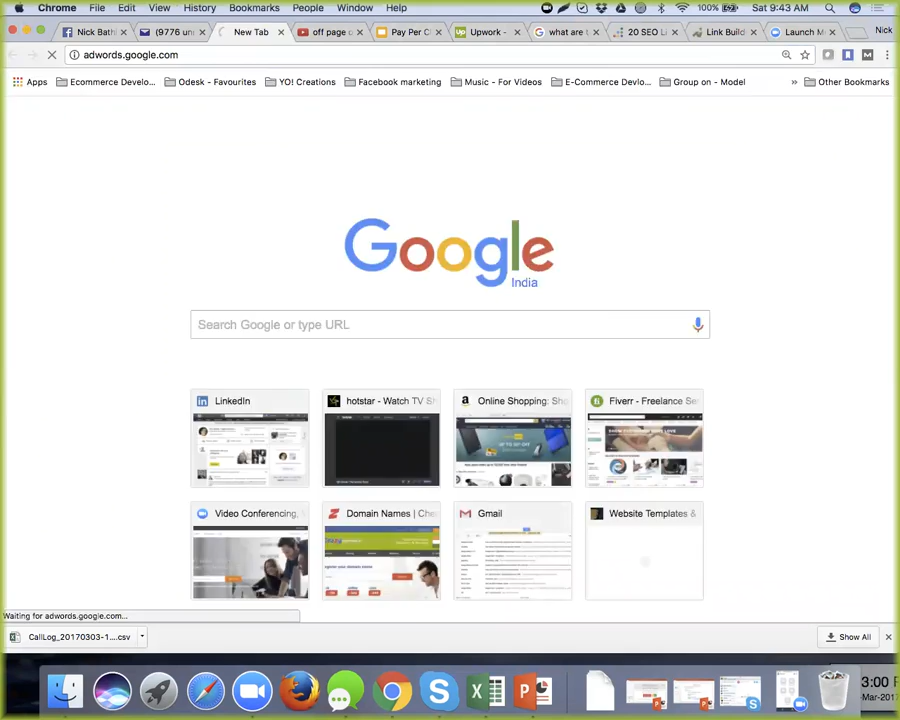 Chrome File Edit View History Bookmarks People Window Help 100% Sat 9:43 AM
Nick Bath (9776 un New Tab off page o Pay Per Cl Upwork - what are t 20 SEO Li Link Build Launch Me Nick
adwords.google.com
Apps Ecommerce Develo... Odesk - Favourites YO! Creations Facebook marketing Music - For Videos E-Commerce Devlo... Group on - Model » Other Bookmarks
Google
India
Search Google or type URL
LinkedIn hotstar - Watch TV Sh Online Shopping: Sho Fiverr - Freelance Se
Video Conferencing, Domain Names | Che Gmail Website Templates &
Waiting for adwords.google.com...
CallLog_20170303-1....csv Show All
3:00
-Mar-201